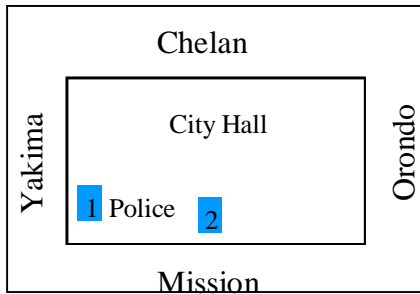 Chelan
City Hall
Yakima
Orondo
1 Police
2
Mission